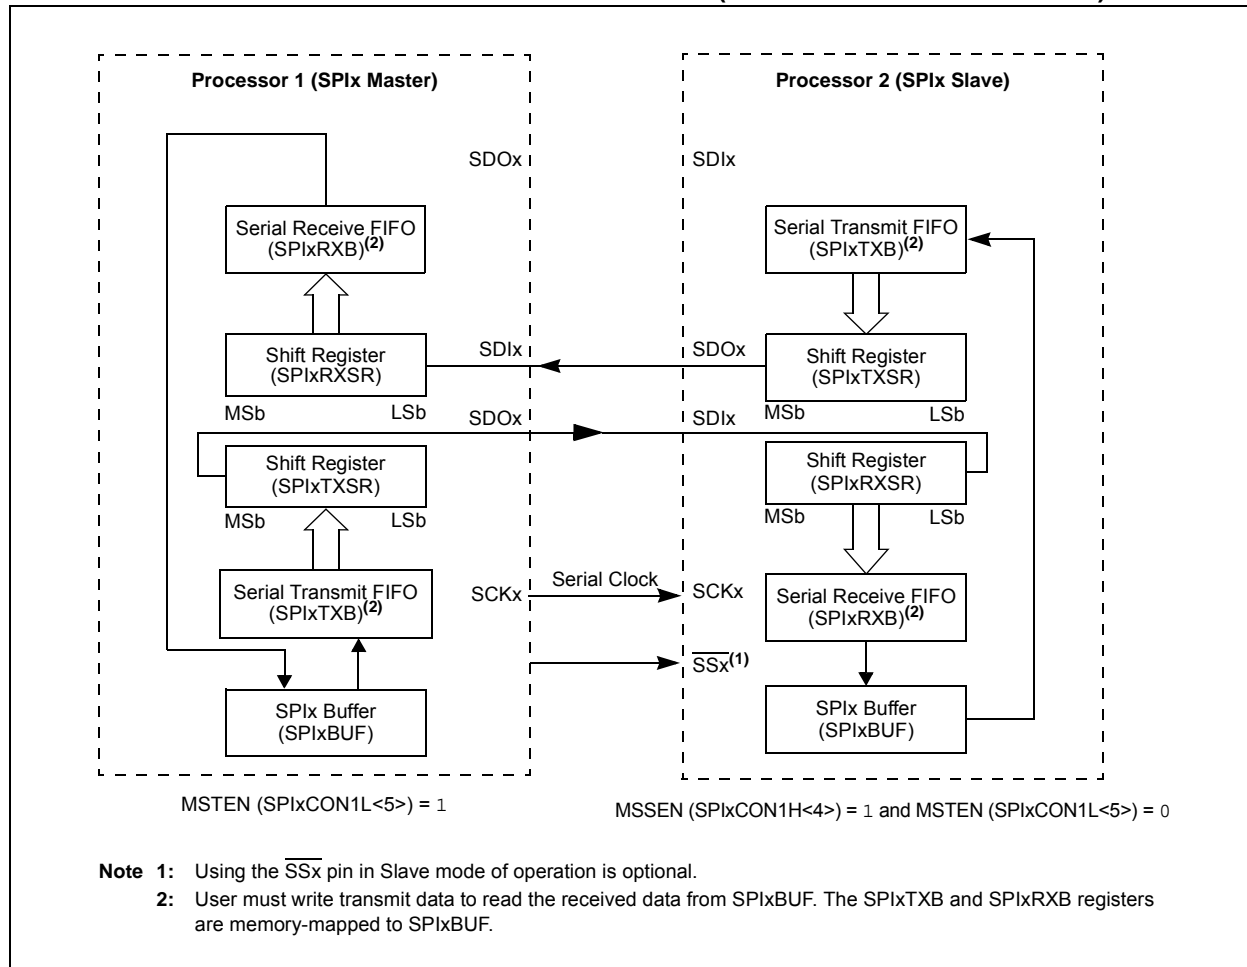 Processor 1 (SPIx Master)
Processor 2 (SPIx Slave)
SDOx
SDIx
Serial Receive FIFO
(SPIxRXB)(2)
Serial Transmit FIFO
(SPIxTXB)(2)
Shift Register
(SPIxRXSR)
SDIx
SDOx
Shift Register
(SPIxTXSR)
MSb
LSb
SDOx
SDIx
MSb
LSb
Shift Register
(SPIxTXSR)
Shift Register
(SPIxRXSR)
MSb
LSb
MSb
LSb
Serial Transmit FIFO
(SPIxTXB)(2)
SCKx
Serial Clock
SCKx
Serial Receive FIFO
(SPIxRXB)(2)
SSx(1)
SPIx Buffer
(SPIxBUF)
SPIx Buffer
(SPIxBUF)
MSTEN (SPIxCON1L<5>) = 1
MSSEN (SPIxCON1H<4>) = 1 and MSTEN (SPIxCON1L<5>) = 0
Note 1: Using the SSx pin in Slave mode of operation is optional.
2: User must write transmit data to read the received data from SPIxBUF. The SPIxTXB and SPIxRXB registers
are memory-mapped to SPIxBUF.